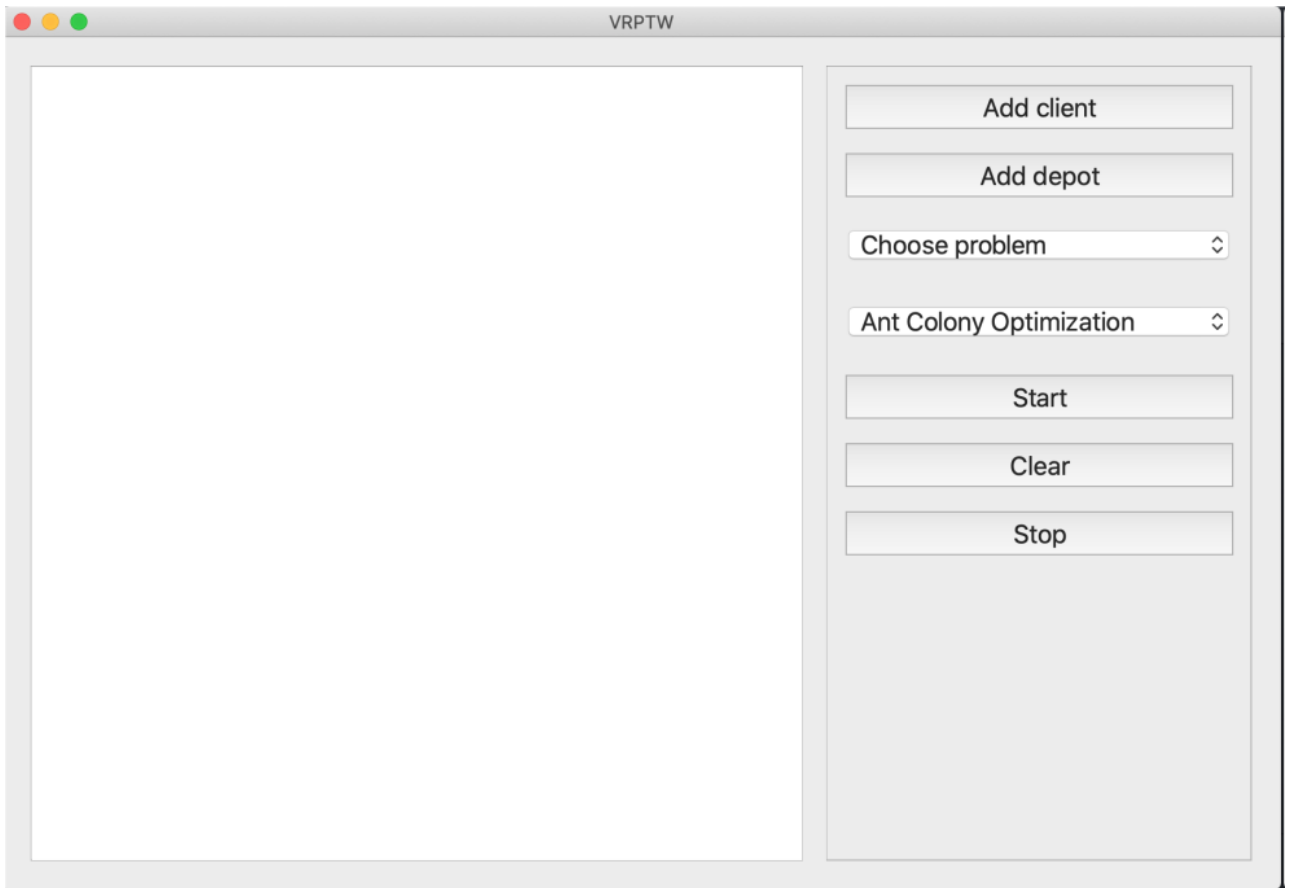 VRPTW
Add client
Add depot
Choose problem
Ant Colony Optimization
Start
Clear
Stop